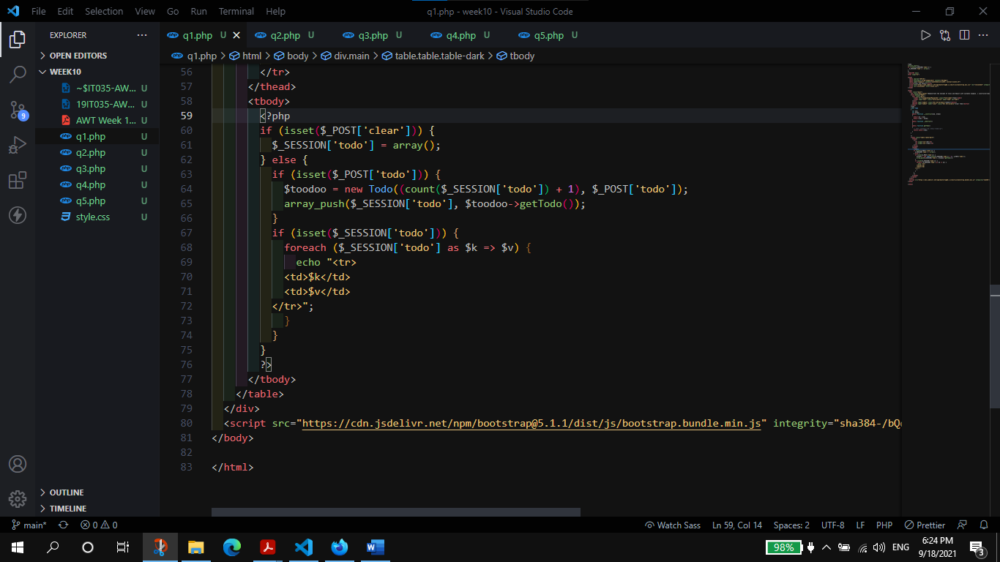 File Edit Selection View Go Run Terminal Help
q1.php - week10 - Visual Studio Code
EXPLORER
OPEN EDITORS
WEEK10
~$IT035-AW... U
19IT035-AW... U
AWT Week 1... U
q1.php U
q2.php U
q3.php U
q4.php U
q5.php U
style.css U
OUTLINE
TIMELINE
q1.php U q2.php U q3.php U q4.php U q5.php U
q1.php > html > body > div.main > table.table.table-dark > tbody
56 </tr>
57 </thead>
58 <tbody>
59 <?php
60 if (isset($_POST['clear'])) {
61 $_SESSION['todo'] = array();
62 } else {
63 if (isset($_POST['todo'])) {
64 $toodoo = new Todo((count($_SESSION['todo']) + 1), $_POST['todo']);
65 array_push($_SESSION['todo'], $toodoo->getTodo());
66 }
67 if (isset($_SESSION['todo'])) {
68 foreach ($_SESSION['todo'] as $k => $v) {
69 echo "<tr>
70 <td>$k</td>
71 <td>$v</td>
72 </tr>";
73 }
74 }
75 }
76 ?>
77 </tbody>
78 </table>
79 </div>
80 <script src="https://cdn.jsdelivr.net/npm/bootstrap@5.1.1/dist/js/bootstrap.bundle.min.js" integrity="sha384-/bQ
81 </body>
82
83 </html>
9
main* 0 0
Watch Sass Ln 59, Col 14 Spaces: 2 UTF-8 LF PHP Prettier
98% ENG
6:24 PM
9/18/2021
3